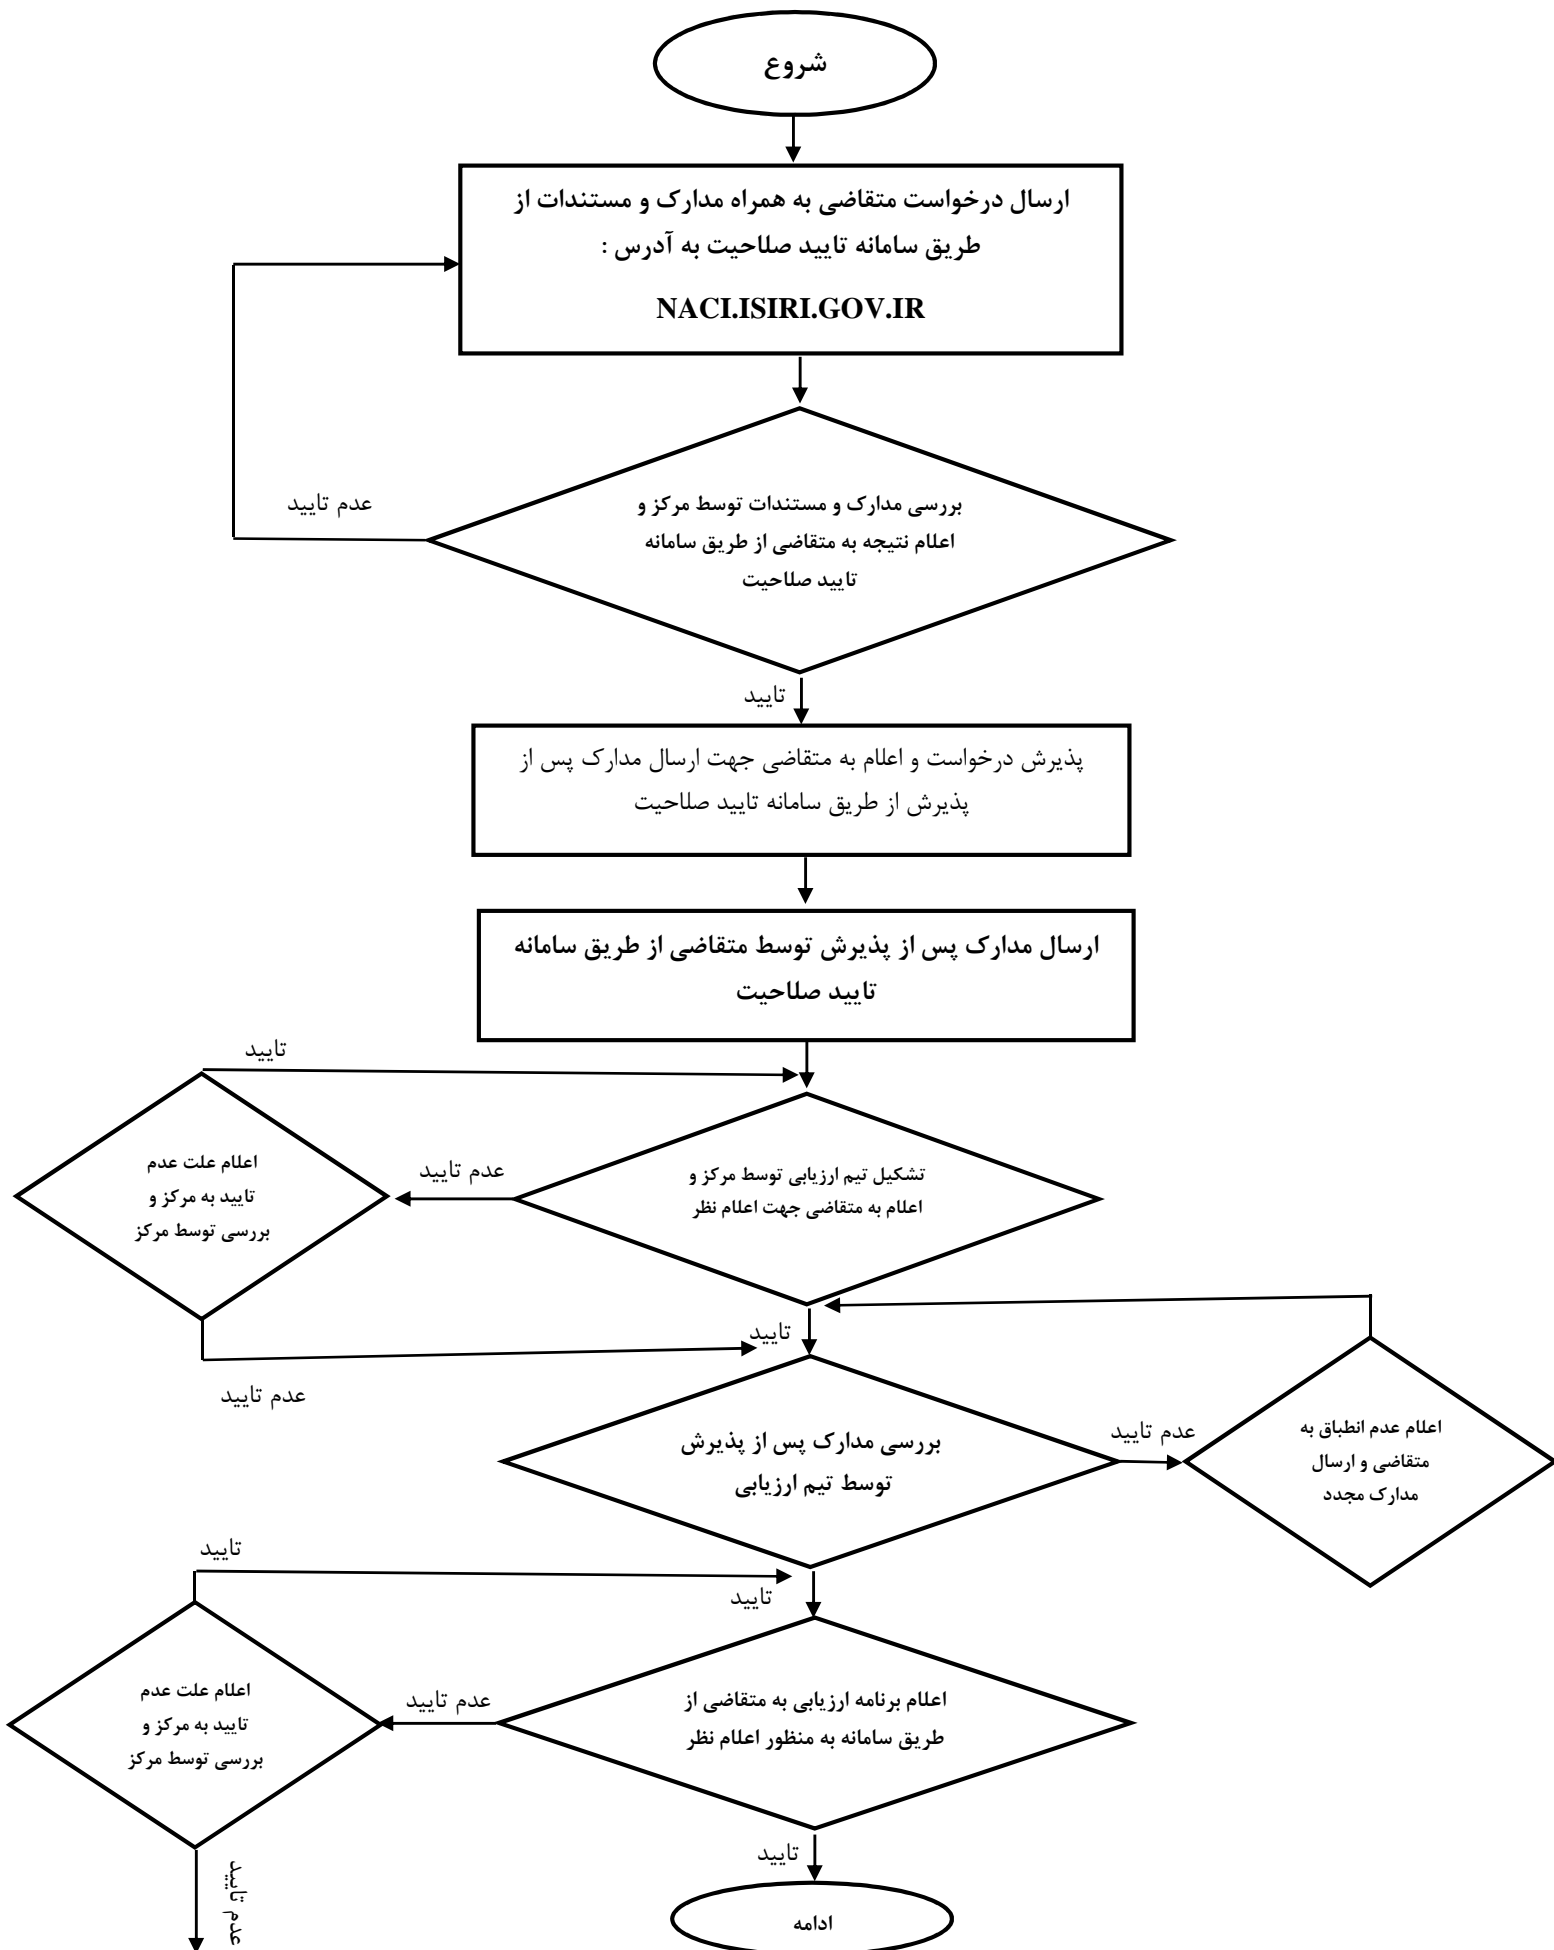 شروع
ارسال درخواست متقاضی به همراه مدارک و مستندات از
طریق سامانه تایید صلاحیت به آدرس :
NACI.ISIRI.GOV.IR
عدم تایید
بررسی مدارک و مستندات توسط مرکز و
اعلام نتیجه به متقاضی از طریق سامانه
تایید صلاحیت
تایید
پذیرش درخواست و اعلام به متقاضی جهت ارسال مدارک پس از
پذیرش از طریق سامانه تایید صلاحیت
ارسال مدارک پس از پذیرش توسط متقاضی از طریق سامانه
تایید صلاحیت
تایید
تشکیل تیم ارزیابی توسط مرکز و
اعلام به متقاضی جهت اعلام نظر
عدم تایید
اعلام علت عدم
تایید به مرکز و
بررسی توسط مرکز
تایید
عدم تایید
بررسی مدارک پس از پذیرش
توسط تیم ارزیابی
عدم تایید
اعلام عدم انطباق به
متقاضی و ارسال
مدارک مجدد
تایید
تایید
اعلام برنامه ارزیابی به متقاضی از
طریق سامانه به منظور اعلام نظر
عدم تایید
اعلام علت عدم
تایید به مرکز و
بررسی توسط مرکز
تایید
عدم تایید
ادامه